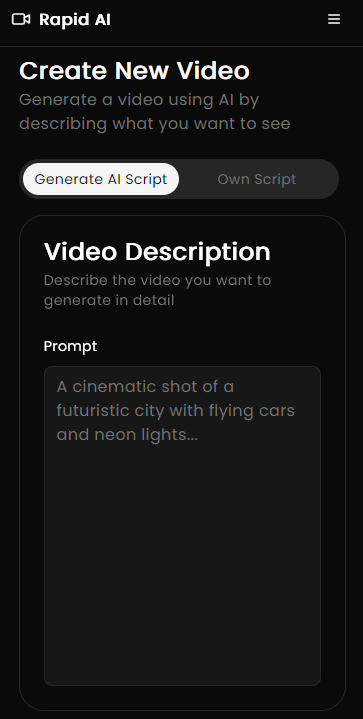 Rapid AI
Create New Video
Generate a video using AI by
describing what you want to see
Generate AI Script
Own Script
Video Description
Describe the video you want to
generate in detail
Prompt
A cinematic shot of a
futuristic city with flying cars
and neon lights...